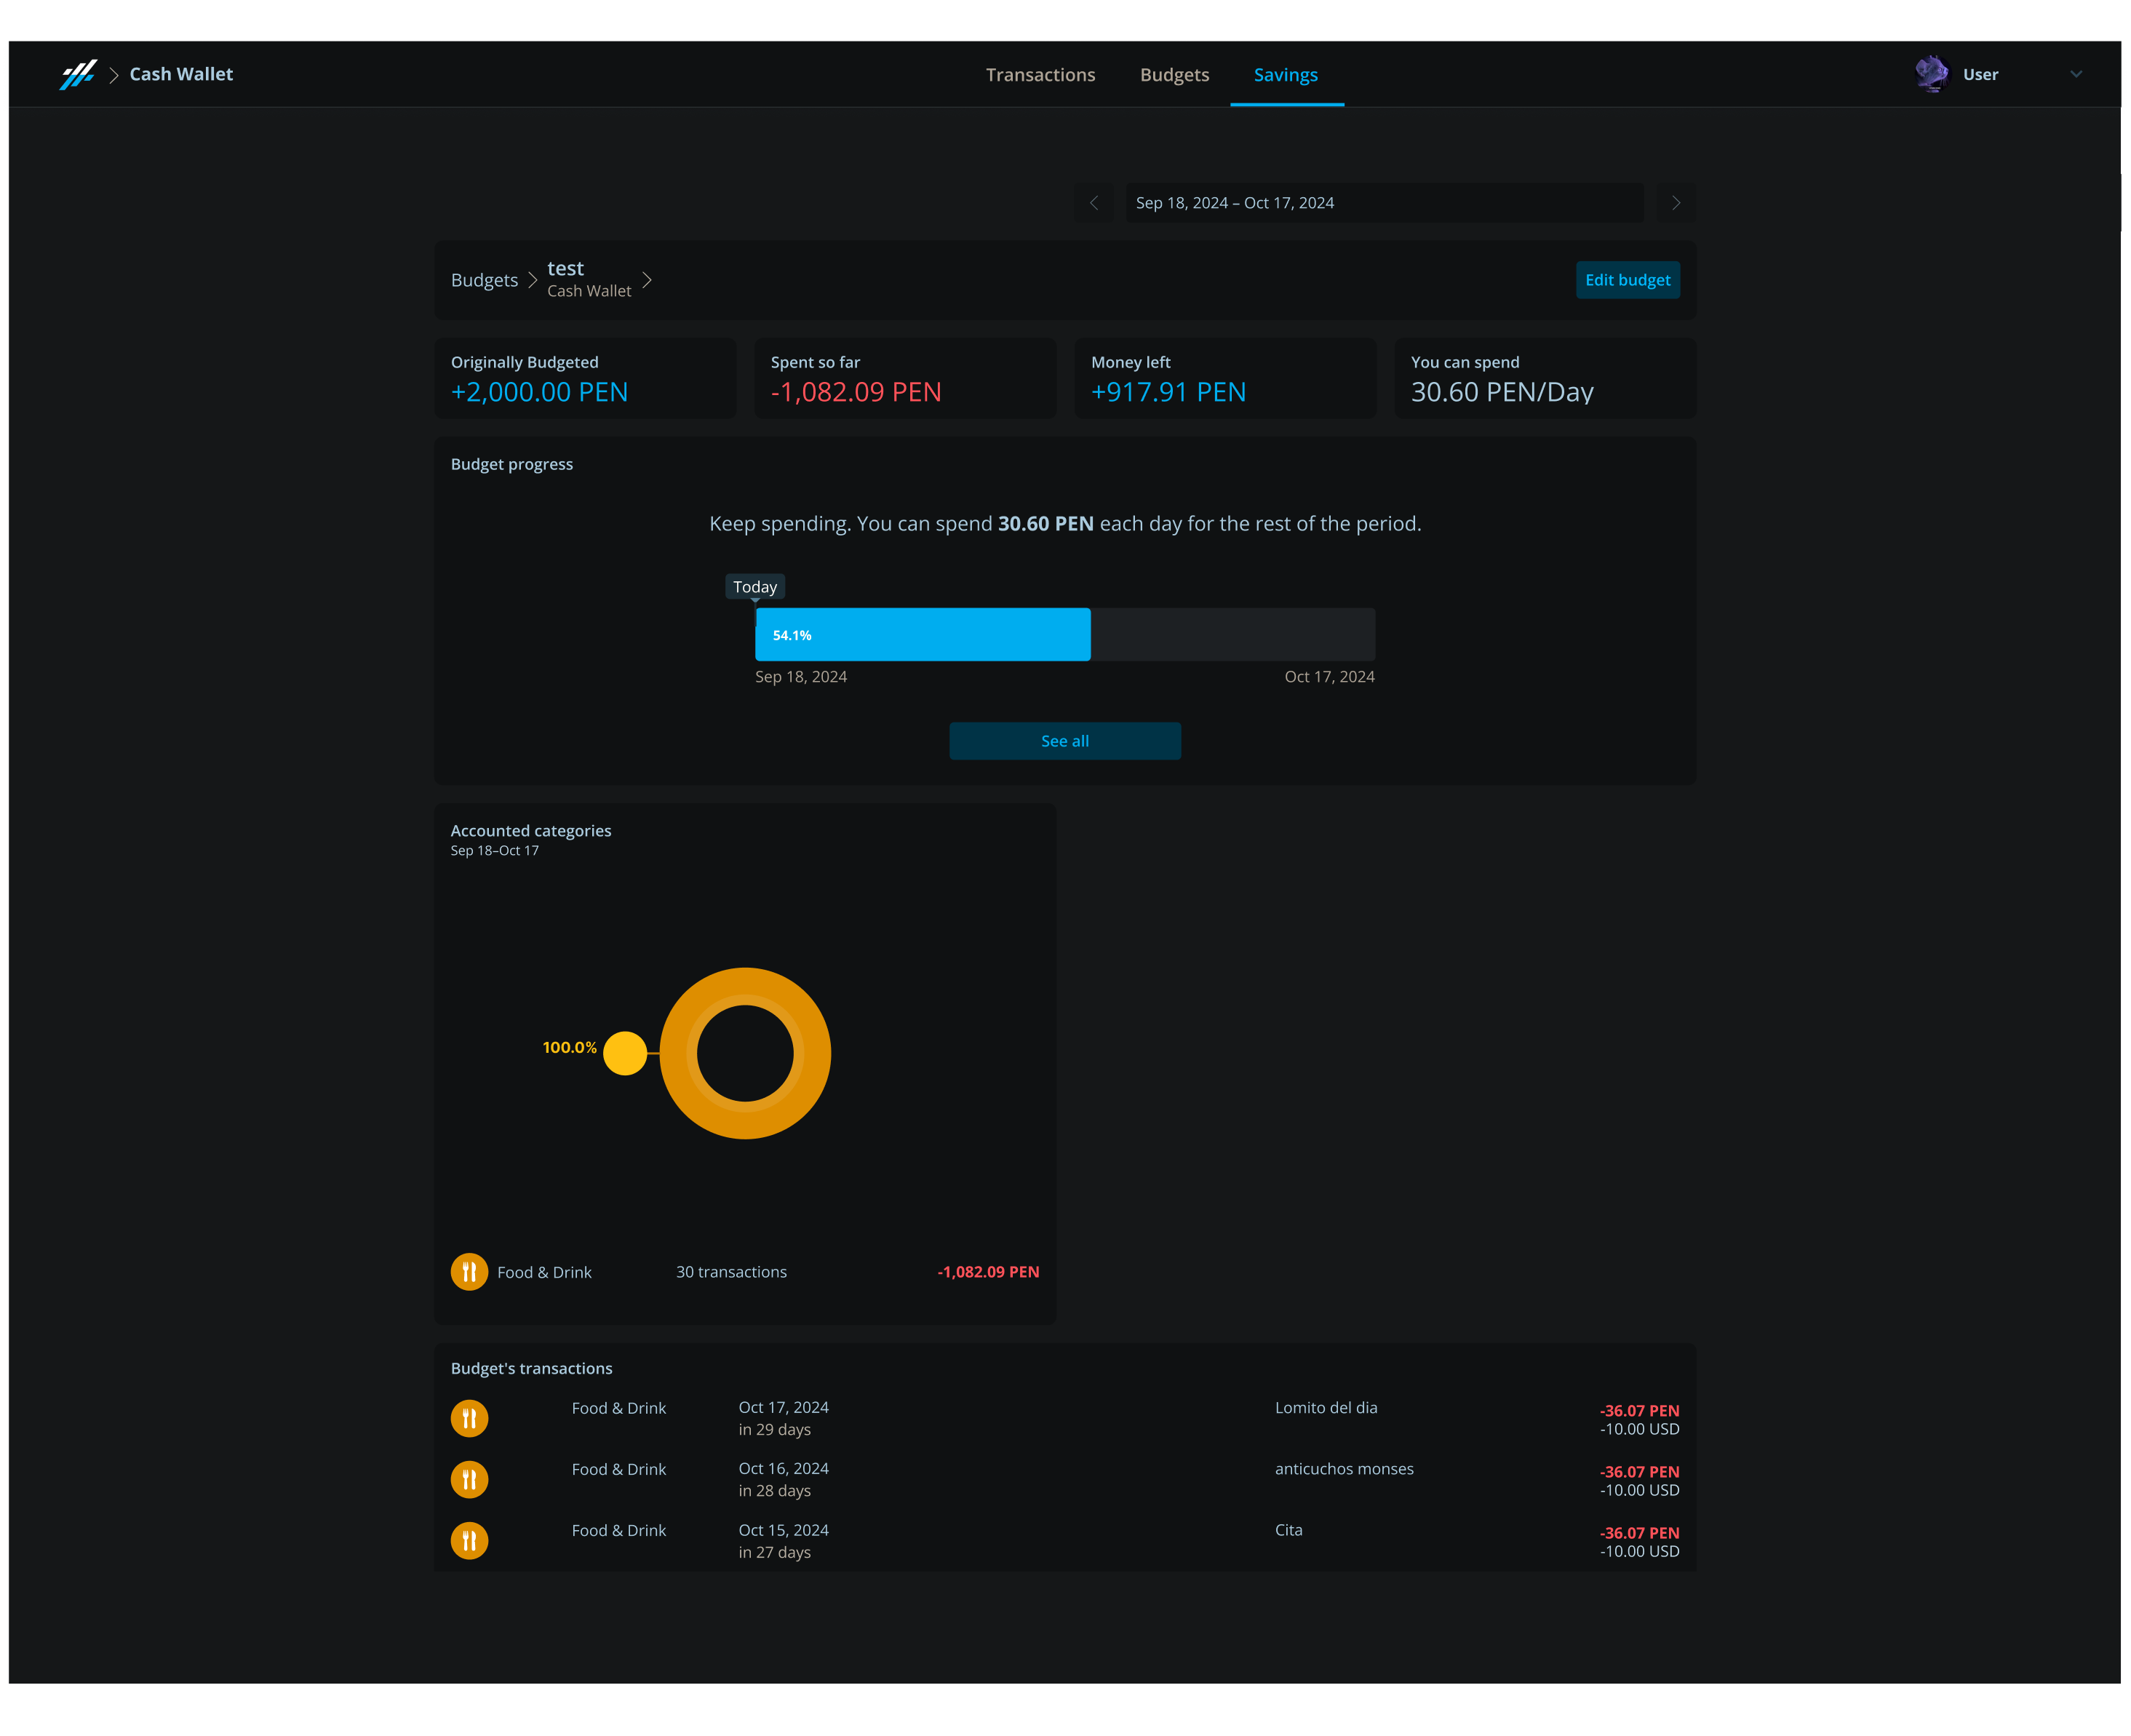 Cash Wallet
Transactions
Budgets
Savings
User
Sep 18, 2024 – Oct 17, 2024
Budgets
test
Cash Wallet
Edit budget
Originally Budgeted
+2,000.00 PEN
Spent so far
-1,082.09 PEN
Money left
+917.91 PEN
You can spend
30.60 PEN/Day
Budget progress
Keep spending. You can spend 30.60 PEN each day for the rest of the period.
Today
54.1%
Sep 18, 2024
Oct 17, 2024
See all
Accounted categories
Sep 18–Oct 17
100.0%
Food & Drink
30 transactions
-1,082.09 PEN
Budget's transactions
Food & Drink
Oct 17, 2024
in 29 days
Lomito del dia
-36.07 PEN
-10.00 USD
Food & Drink
Oct 16, 2024
in 28 days
anticuchos monses
-36.07 PEN
-10.00 USD
Food & Drink
Oct 15, 2024
in 27 days
Cita
-36.07 PEN
-10.00 USD